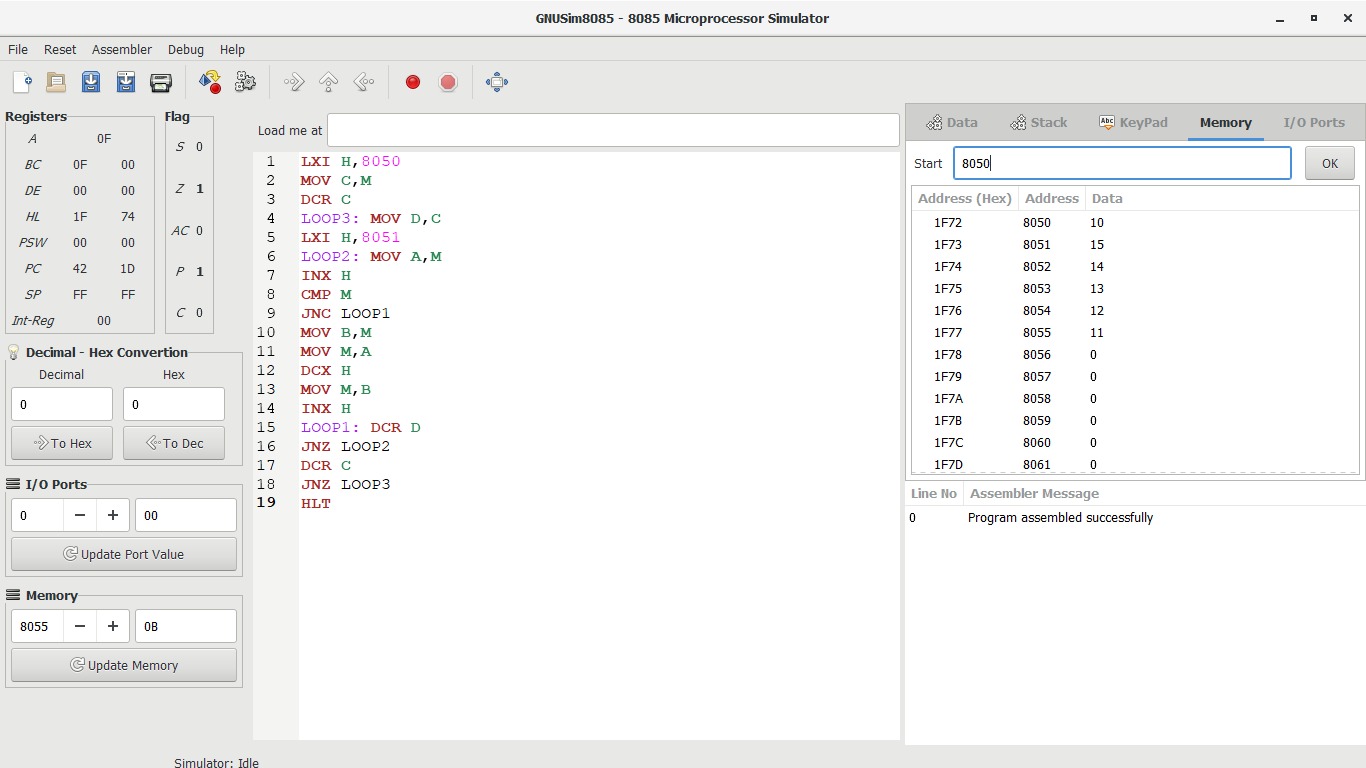 GNUSim8085 - 8085 Microprocessor Simulator
File Reset Assembler Debug Help
Registers
A 0F
BC 0F 00
DE 00 00
HL 1F 74
PSW 00 00
PC 42 1D
SP FF FF
Int-Reg 00
Flag
S 0
Z 1
AC 0
P 1
C 0
Decimal - Hex Convertion
Decimal Hex
0 0
To Hex To Dec
I/O Ports
0 - + 00
Update Port Value
Memory
8055 - + 0B
Update Memory
Load me at
1 LXI H,8050
2 MOV C,M
3 DCR C
4 LOOP3: MOV D,C
5 LXI H,8051
6 LOOP2: MOV A,M
7 INX H
8 CMP M
9 JNC LOOP1
10 MOV B,M
11 MOV M,A
12 DCX H
13 MOV M,B
14 INX H
15 LOOP1: DCR D
16 JNZ LOOP2
17 DCR C
18 JNZ LOOP3
19 HLT
Data Stack Abc KeyPad Memory I/O Ports
Start 8050 OK
Address (Hex) Address Data
1F72 8050 10
1F73 8051 15
1F74 8052 14
1F75 8053 13
1F76 8054 12
1F77 8055 11
1F78 8056 0
1F79 8057 0
1F7A 8058 0
1F7B 8059 0
1F7C 8060 0
1F7D 8061 0
Line No Assembler Message
0 Program assembled successfully
Simulator: Idle